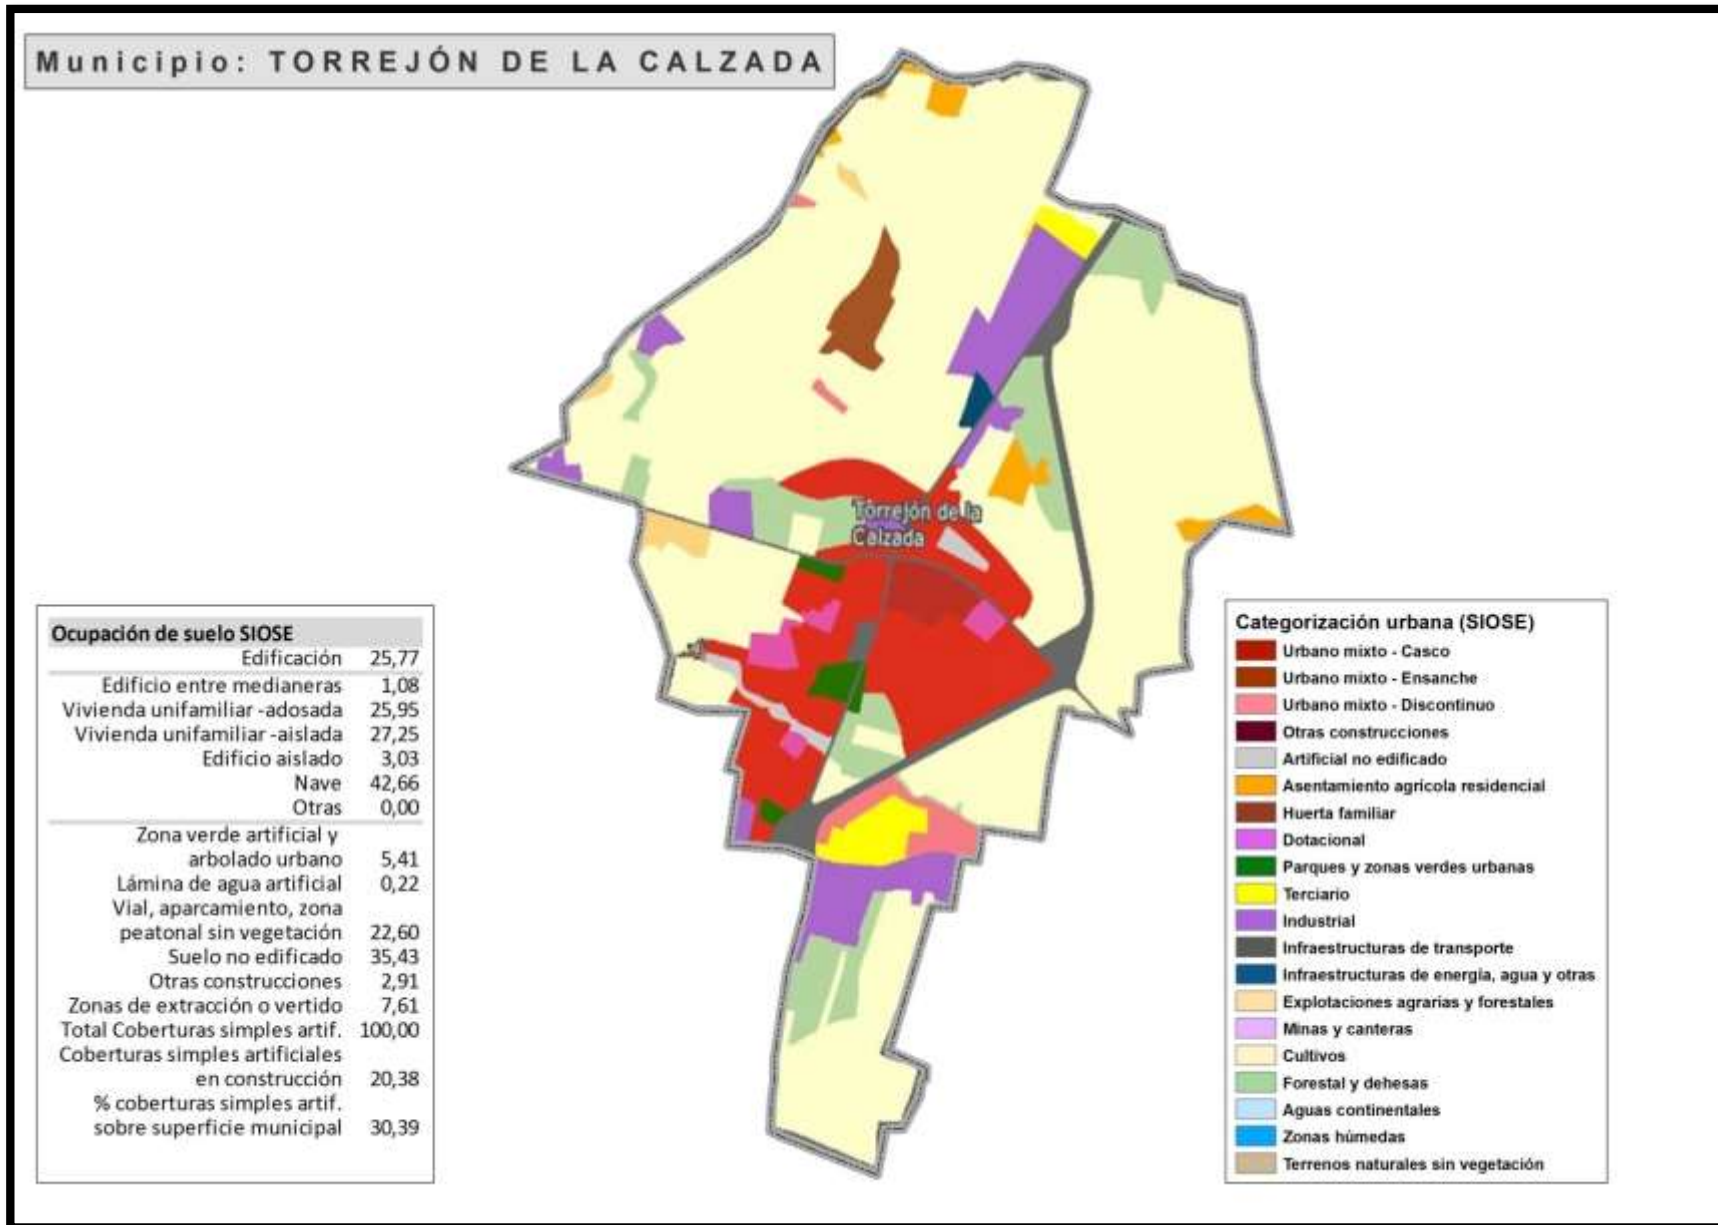 Municipio: TORREJÓN DE LA CALZADA
Torrejón de la
Calzada
Ocupación de suelo SIOSE
Edificación 25,77
Edificio entre medianeras 1,08
Vivienda unifamiliar -adosada 25,95
Vivienda unifamiliar -aislada 27,25
Edificio aislado 3,03
Nave 42,66
Otras 0,00
Zona verde artificial y
arbolado urbano 5,41
Lámina de agua artificial 0,22
Vial, aparcamiento, zona
peatonal sin vegetación 22,60
Suelo no edificado 35,43
Otras construcciones 2,91
Zonas de extracción o vertido 7,61
Total Coberturas simples artif. 100,00
Coberturas simples artificiales
en construcción 20,38
% coberturas simples artif.
sobre superficie municipal 30,39
Categorización urbana (SIOSE)
Urbano mixto - Casco
Urbano mixto - Ensanche
Urbano mixto - Discontinuo
Otras construcciones
Artificial no edificado
Asentamiento agrícola residencial
Huerta familiar
Dotacional
Parques y zonas verdes urbanas
Terciario
Industrial
Infraestructuras de transporte
Infraestructuras de energía, agua y otras
Explotaciones agrarias y forestales
Minas y canteras
Cultivos
Forestal y dehesas
Aguas continentales
Zonas húmedas
Terrenos naturales sin vegetación